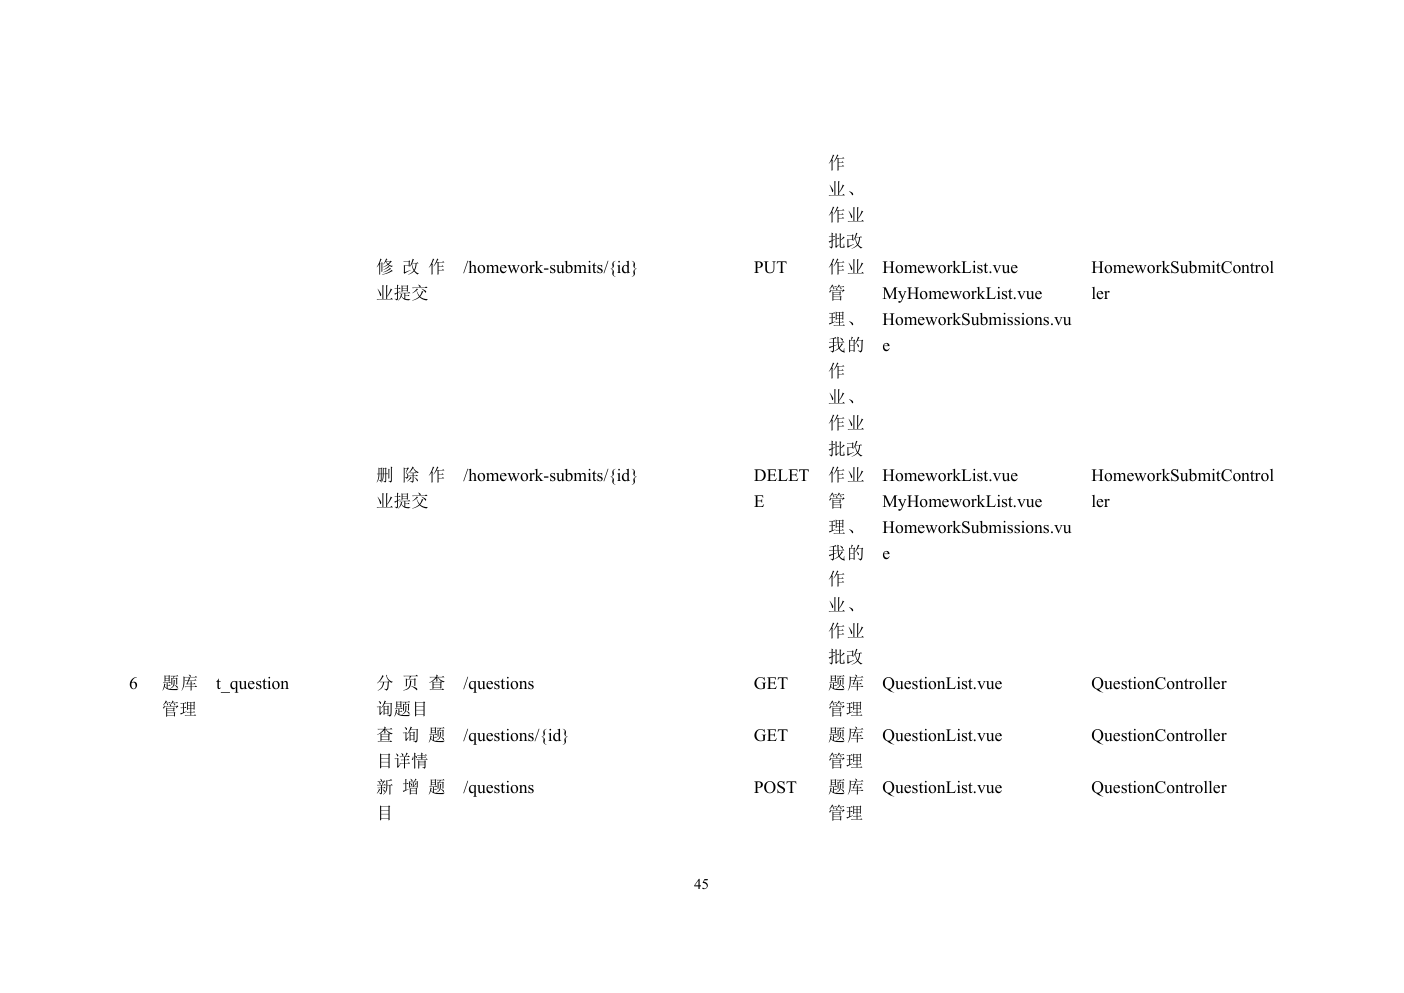 作
业、
作业
批改
修改作 /homework-submits/{id} PUT 作业 HomeworkList.vue HomeworkSubmitControl
业提交 管 MyHomeworkList.vue ler
理、 HomeworkSubmissions.vu
我的 e
作
业、
作业
批改
删除作 /homework-submits/{id} DELET 作业 HomeworkList.vue HomeworkSubmitControl
业提交 E 管 MyHomeworkList.vue ler
理、 HomeworkSubmissions.vu
我的 e
作
业、
作业
批改
6 题库 t_question 分页查 /questions GET 题库 QuestionList.vue QuestionController
管理 询题目 管理
查询题 /questions/{id} GET 题库 QuestionList.vue QuestionController
目详情 管理
新增题 /questions POST 题库 QuestionList.vue QuestionController
目 管理
45